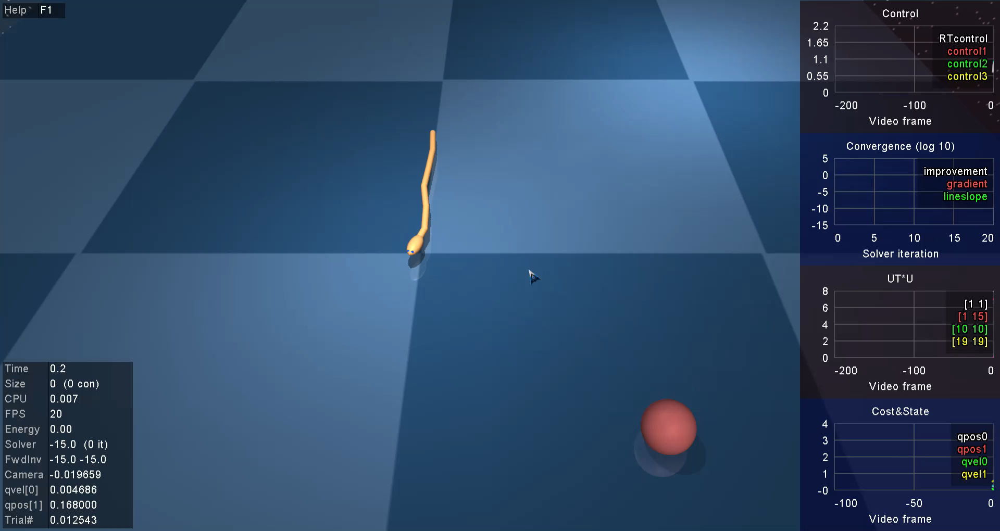 Help F1
Control
2.2
1.65
1.1
0.55
0
RTcontrol
control1
control2
control3
-200 -100 0
Video frame
Convergence (log 10)
5
0
-5
-10
-15
improvement
gradient
lineslope
0 5 10 15 20
Solver iteration
UT*U
8
6
4
2
0
[1 1]
[1 15]
[10 10]
[19 19]
-200 -100 0
Video frame
Cost&State
4
3
2
1
-0
qpos0
qpos1
qvel0
qvel1
-100 -50 0
Video frame
Time 0.2
Size 0 (0 con)
CPU 0.007
FPS 20
Energy 0.00
Solver -15.0 (0 it)
FwdInv -15.0 -15.0
Camera -0.019659
qvel[0] 0.004686
qpos[1] 0.168000
Trial# 0.012543